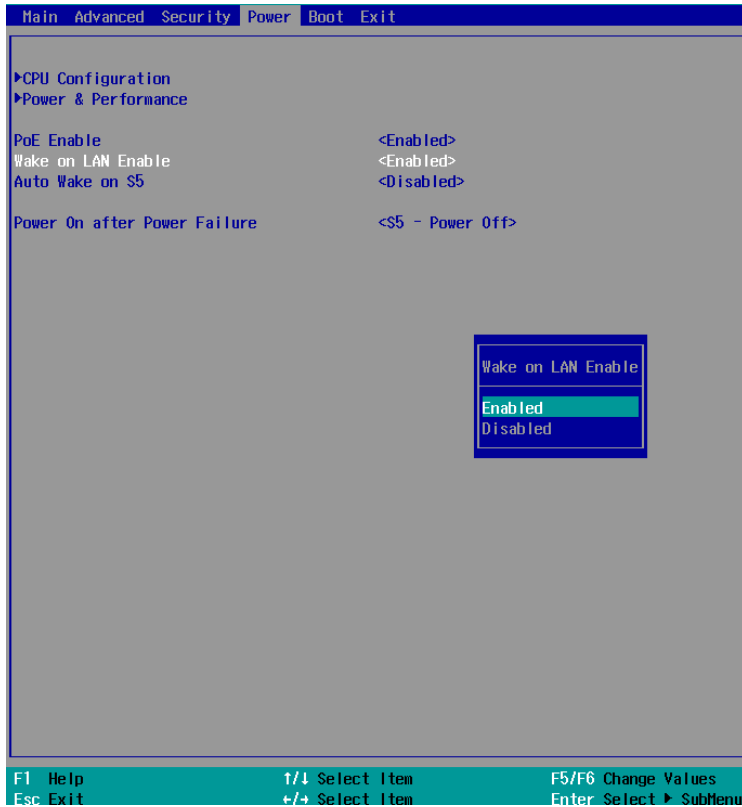 Main Advanced Security Power Boot Exit
▶CPU Configuration
▶Power & Performance
PoE Enable <Enabled>
Wake on LAN Enable <Enabled>
Auto Wake on S5 <Disabled>
Power On after Power Failure <S5 - Power Off>
Wake on LAN Enable
Enabled
Disabled
F1 Help ↑/↓ Select Item F5/F6 Change Values
Esc Exit ←/→ Select Item Enter Select ▶ SubMenu